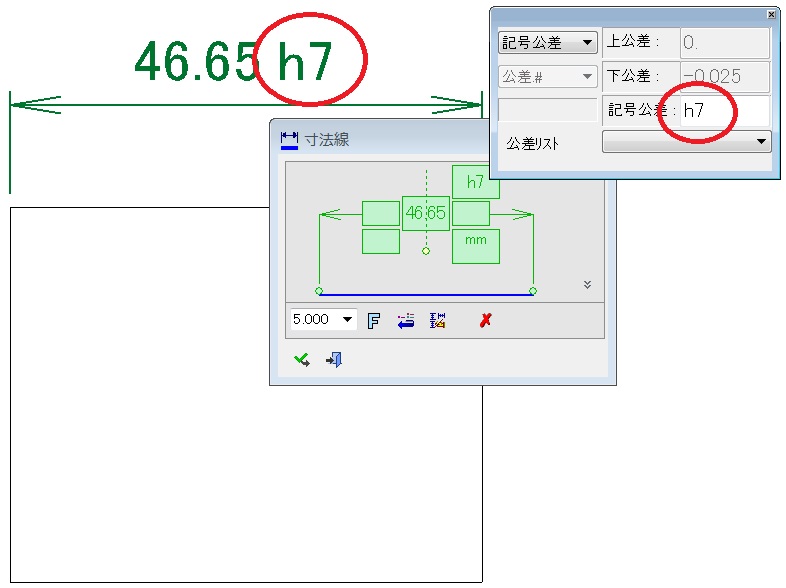 46.65 h7
記号公差
上公差 :
0.
公差.#
下公差 :
-0.025
記号公差 :
h7
公差リスト
寸法線
h7
46.65
mm
5.000